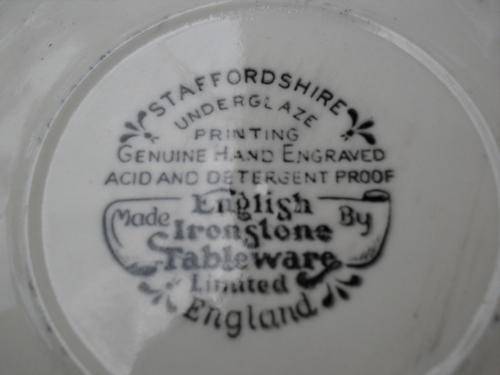 STAFFORDSHIRE
UNDERGLAZE
PRINTING
GENUINE HAND ENGRAVED
ACID AND DETERGENT PROOF
Made English By
Ironstone
Tableware
Limited
England